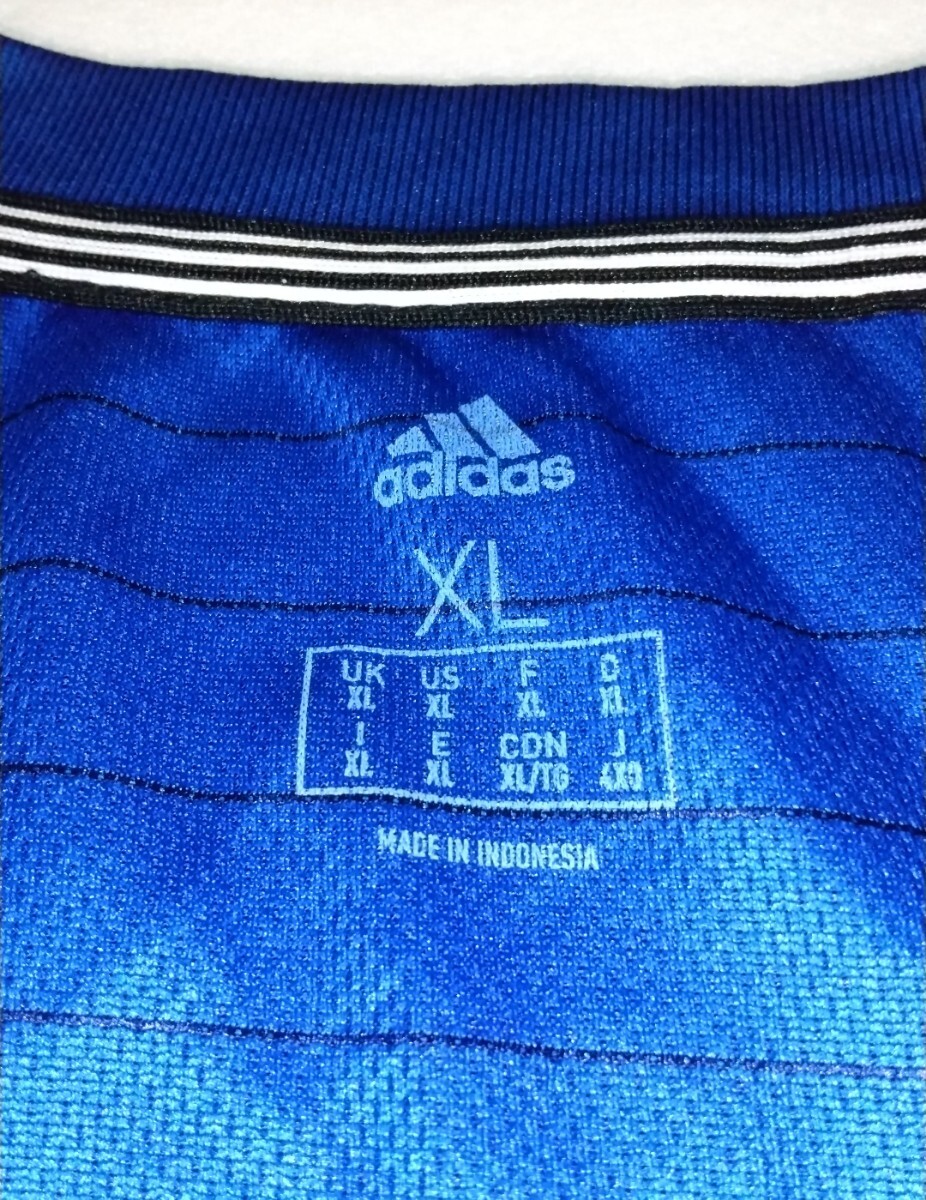 adidas
XL
UK US F D
XL XL XL XL
I E CDN J
XL XL XL/TG 4XO
MADE IN INDONESIA